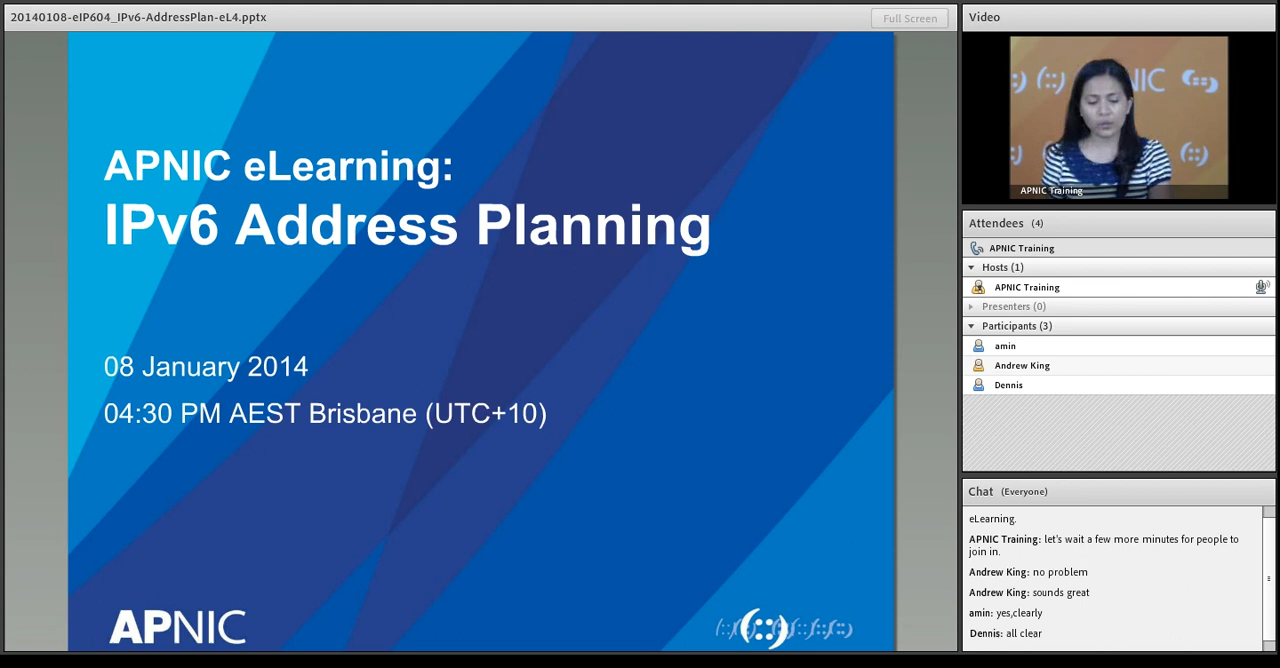 20140108-eIP604_IPv6-AddressPlan-eL4.pptx
Full Screen
APNIC eLearning:
IPv6 Address Planning
08 January 2014
04:30 PM AEST Brisbane (UTC+10)
APNIC
(::)
Video
NIC
APNIC Training
Attendees (4)
APNIC Training
Hosts (1)
APNIC Training
Presenters (0)
Participants (3)
amin
Andrew King
Dennis
Chat (Everyone)
eLearning.
APNIC Training: let's wait a few more minutes for people to
join in.
Andrew King: no problem
Andrew King: sounds great
amin: yes,clearly
Dennis: all clear